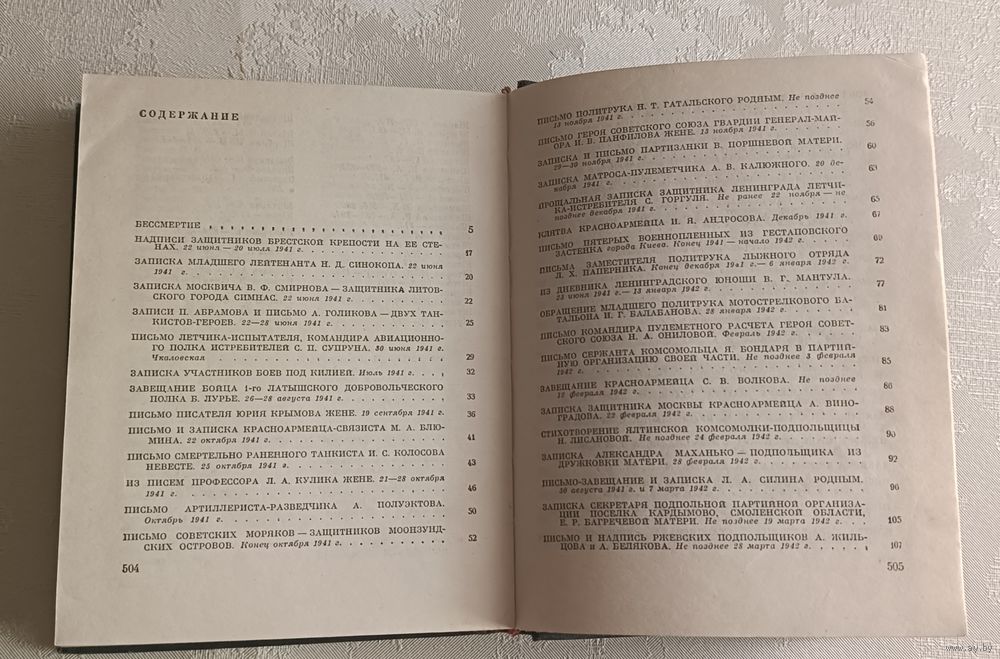 СОДЕРЖАНИЕ
БЕССМЕРТИЕ 5
НАДПИСИ ЗАЩИТНИКОВ БРЕСТСКОЙ КРЕПОСТИ НА ЕЕ СТЕ-
НАХ. 22 июня — 20 июля 1941 г. 17
ЗАПИСКА МЛАДШЕГО ЛЕЙТЕНАНТА Н. Д. СИНОКОПА. 22 июня
1941 г. 20
ЗАПИСКА МОСКВИЧА В. Ф. СМИРНОВА — ЗАЩИТНИКА ЛИТОВ-
СКОГО ГОРОДА СИМНАС. 22 июня 1941 г. 22
ЗАПИСИ П. АБРАМОВА И ПИСЬМО А. ГОЛИКОВА — ДВУХ ТАН-
КИСТОВ-ГЕРОЕВ. 22—28 июня 1941 г. 25
ПИСЬМО ЛЕТЧИКА-ИСПЫТАТЕЛЯ, КОМАНДИРА АВИАЦИОННО-
ГО ПОЛКА ИСТРЕБИТЕЛЕЙ С. П. СУПРУНА. 30 июня 1941 г.
Чкаловская 29
ЗАПИСКА УЧАСТНИКОВ БОЕВ ПОД КИЛИЕЙ. Июль 1941 г. 32
ЗАВЕЩАНИЕ БОЙЦА 1-го ЛАТЫШСКОГО ДОБРОВОЛЬЧЕСКОГО
ПОЛКА Б. ЛУРЬЕ. 26—28 августа 1941 г. 33
ПИСЬМО ПИСАТЕЛЯ ЮРИЯ КРЫМОВА ЖЕНЕ. 19 сентября 1941 г. 36
ПИСЬМО И ЗАПИСКА КРАСНОАРМЕЙЦА-СВЯЗИСТА М. А. БЛЮ-
МИНА. 22 октября 1941 г. 41
ПИСЬМО СМЕРТЕЛЬНО РАНЕННОГО ТАНКИСТА И. С. КОЛОСОВА
НЕВЕСТЕ. 25 октября 1941 г. 43
ИЗ ПИСЕМ ПРОФЕССОРА Л. А. КУЛИКА ЖЕНЕ. 21—28 октября
1941 г. 46
ПИСЬМО АРТИЛЛЕРИСТА-РАЗВЕДЧИКА А. ПОЛУЭКТОВА.
Октябрь 1941 г. 50
ПИСЬМО СОВЕТСКИХ МОРЯКОВ — ЗАЩИТНИКОВ МООНЗУНД-
СКИХ ОСТРОВОВ. Конец октября 1941 г. 52
504
ПИСЬМО ПОЛИТРУКА Н. Т. ГАТАЛЬСКОГО РОДНЫМ. Не позднее
13 ноября 1941 г. 54
ПИСЬМО ГЕРОЯ СОВЕТСКОГО СОЮЗА ГВАРДИИ ГЕНЕРАЛ-МАЙ-
ОРА И. В. ПАНФИЛОВА ЖЕНЕ. 13 ноября 1941 г. 56
ЗАПИСКА И ПИСЬМО ПАРТИЗАНКИ В. ПОРШНЕВОЙ МАТЕРИ.
29—30 ноября 1941 г. 60
ЗАПИСКА МАТРОСА-ПУЛЕМЕТЧИКА А. В. КАЛЮЖНОГО. 20 де-
кабря 1941 г. 63
ПРОЩАЛЬНАЯ ЗАПИСКА ЗАЩИТНИКА ЛЕНИНГРАДА ЛЕТЧИ-
КА-ИСТРЕБИТЕЛЯ С. ГОРГУЛЯ. Не ранее 22 ноября — не
позднее декабря 1941 г. 65
КЛЯТВА КРАСНОАРМЕЙЦА И. Я. АНДРОСОВА. Декабрь 1941 г. 67
ПИСЬМО ПЯТЕРЫХ ВОЕННОПЛЕННЫХ ИЗ ГЕСТАПОВСКОГО
ЗАСТЕНКА города Киева. Конец 1941 — начало 1942 г. 69
ПИСЬМА ЗАМЕСТИТЕЛЯ ПОЛИТРУКА ЛЫЖНОГО ОТРЯДА
Л. Х. ПАПЕРНИКА. Конец декабря 1941 г.— 6 января 1942 г. 72
ИЗ ДНЕВНИКА ЛЕНИНГРАДСКОГО ЮНОШИ В. Г. МАНТУЛА.
23 июня 1941 г.— 13 января 1942 г. 77
ОБРАЩЕНИЕ МЛАДШЕГО ПОЛИТРУКА МОТОСТРЕЛКОВОГО БА-
ТАЛЬОНА И. Г. БАЛАБАНОВА. 28 января 1942 г. 81
ПИСЬМО КОМАНДИРА ПУЛЕМЕТНОГО РАСЧЕТА ГЕРОЯ СОВЕТ-
СКОГО СОЮЗА Н. А. ОНИЛОВОЙ. Февраль 1942 г. 83
ПИСЬМО СЕРЖАНТА КОМСОМОЛЬЦА Я. БОНДАРЯ В ПАРТИЙ-
НУЮ ОРГАНИЗАЦИЮ СВОЕЙ ЧАСТИ. Не позднее 3 февраля
1942 г. 85
ЗАВЕЩАНИЕ КРАСНОАРМЕЙЦА С. В. ВОЛКОВА. Не позднее
12 февраля 1942 г. 86
ЗАПИСКА ЗАЩИТНИКА МОСКВЫ КРАСНОАРМЕЙЦА А. ВИНО-
ГРАДОВА. 22 февраля 1942 г. 88
СТИХОТВОРЕНИЕ ЯЛТИНСКОЙ КОМСОМОЛКИ-ПОДПОЛЬЩИЦЫ
Н. ЛИСАНОВОЙ. Не позднее 24 февраля 1942 г. 90
ЗАПИСКА АЛЕКСАНДРА МАХАНЬКО — ПОДПОЛЬЩИКА ИЗ
ДРУЖКОВКИ МАТЕРИ. 28 февраля 1942 г. 92
ПИСЬМО-ЗАВЕЩАНИЕ И ЗАПИСКА Л. А. СИЛИНА РОДНЫМ.
30 августа 1941 г. и 7 марта 1942 г. 96
ЗАПИСКА СЕКРЕТАРЯ ПОДПОЛЬНОЙ ПАРТИЙНОЙ ОРГАНИЗА-
ЦИИ ПОСЕЛКА КАРДЫМОВО, СМОЛЕНСКОЙ ОБЛАСТИ,
Е. Р. БАГРЕЧЕВОЙ МАТЕРИ. Не позднее 19 марта 1942 г. 105
ПИСЬМО И НАДПИСЬ РЖЕВСКИХ ПОДПОЛЬЩИКОВ А. ЖИЛЬ-
ЦОВА и А. БЕЛЯКОВА. Не позднее 28 марта 1942 г. 107
505
www.ay.by